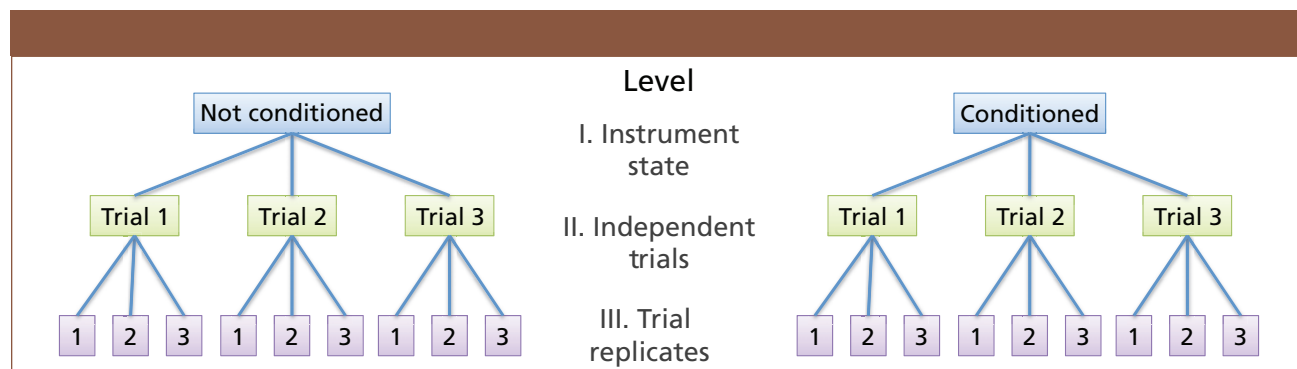 Level
Not conditioned
I. Instrument
state
Conditioned
Trial 1 Trial 2 Trial 3
II. Independent
trials
Trial 1 Trial 2 Trial 3
1 2 3 1 2 3 1 2 3
III. Trial
replicates
1 2 3 1 2 3 1 2 3